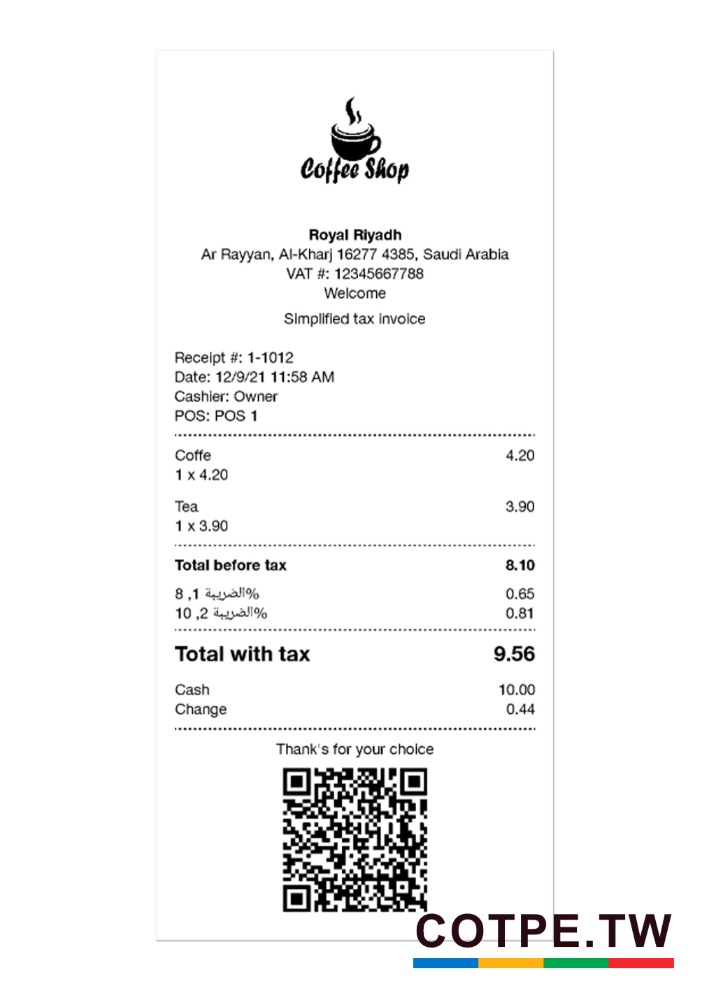 Coffee Shop
Royal Riyadh
Ar Rayyan, Al-Kharj 16277 4385, Saudi Arabia
VAT #: 12345667788
Welcome
Simplified tax invoice
Receipt #: 1-1012
Date: 12/9/21 11:58 AM
Cashier: Owner
POS: POS 1
Coffe 4.20
1 x 4.20
Tea 3.90
1 x 3.90
Total before tax 8.10
8 ,1 الضريبة% 0.65
10 ,2 الضريبة% 0.81
Total with tax 9.56
Cash 10.00
Change 0.44
Thank's for your choice
COTPE.TW